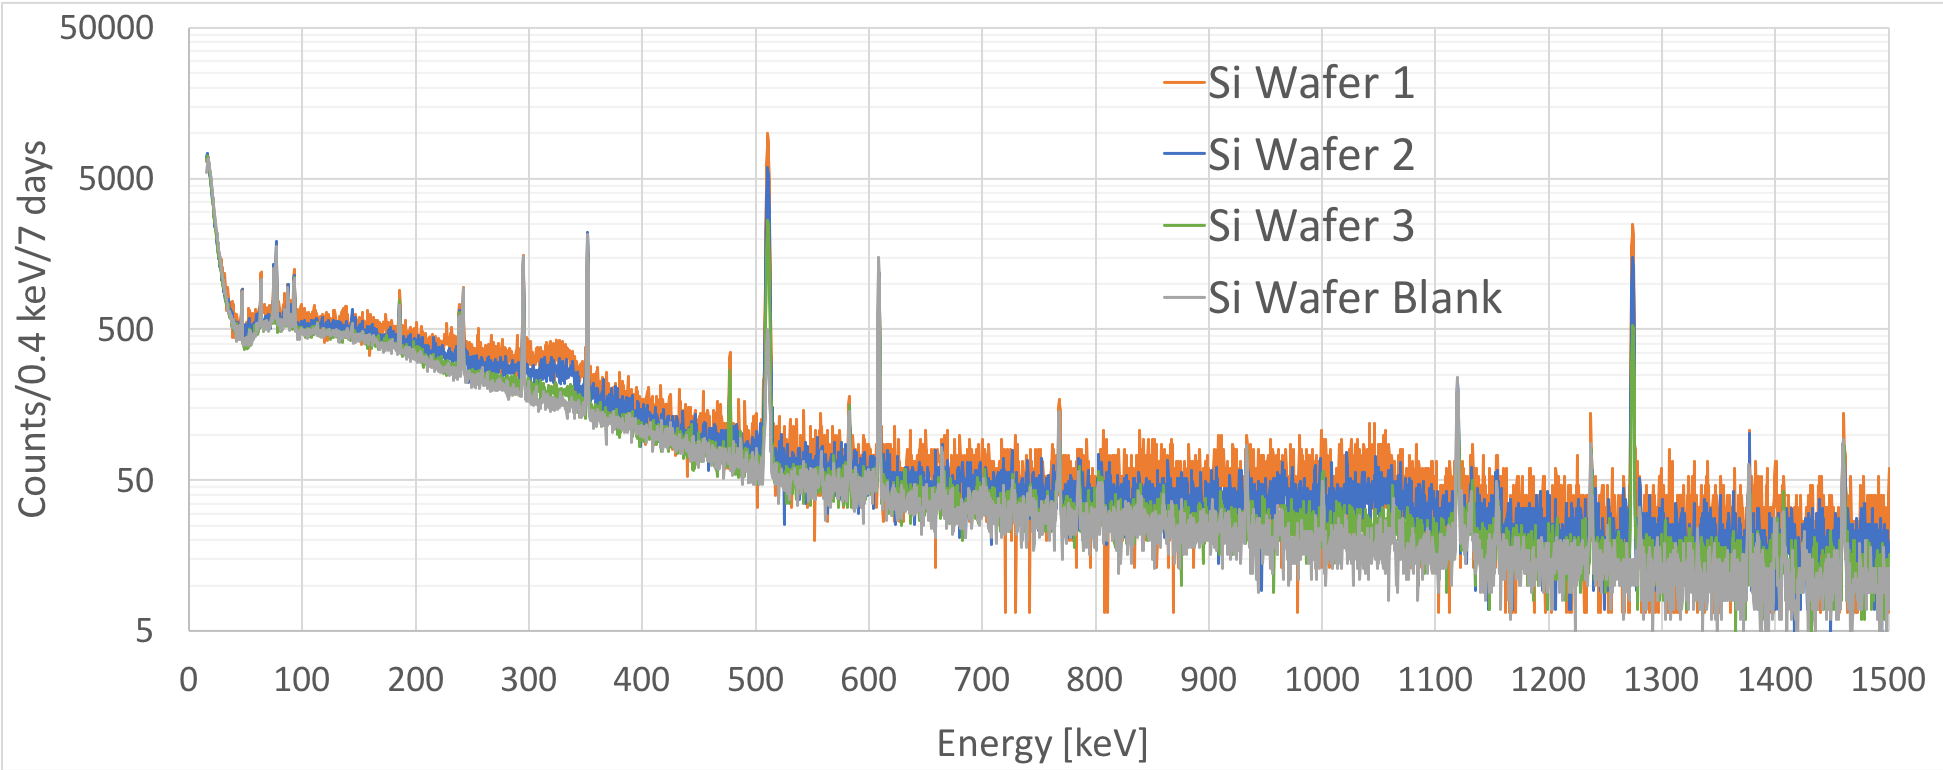 50000
5000
500
50
5
Counts/0.4 keV/7 days
Si Wafer 1
Si Wafer 2
Si Wafer 3
Si Wafer Blank
0 100 200 300 400 500 600 700 800 900 1000 1100 1200 1300 1400 1500
Energy [keV]